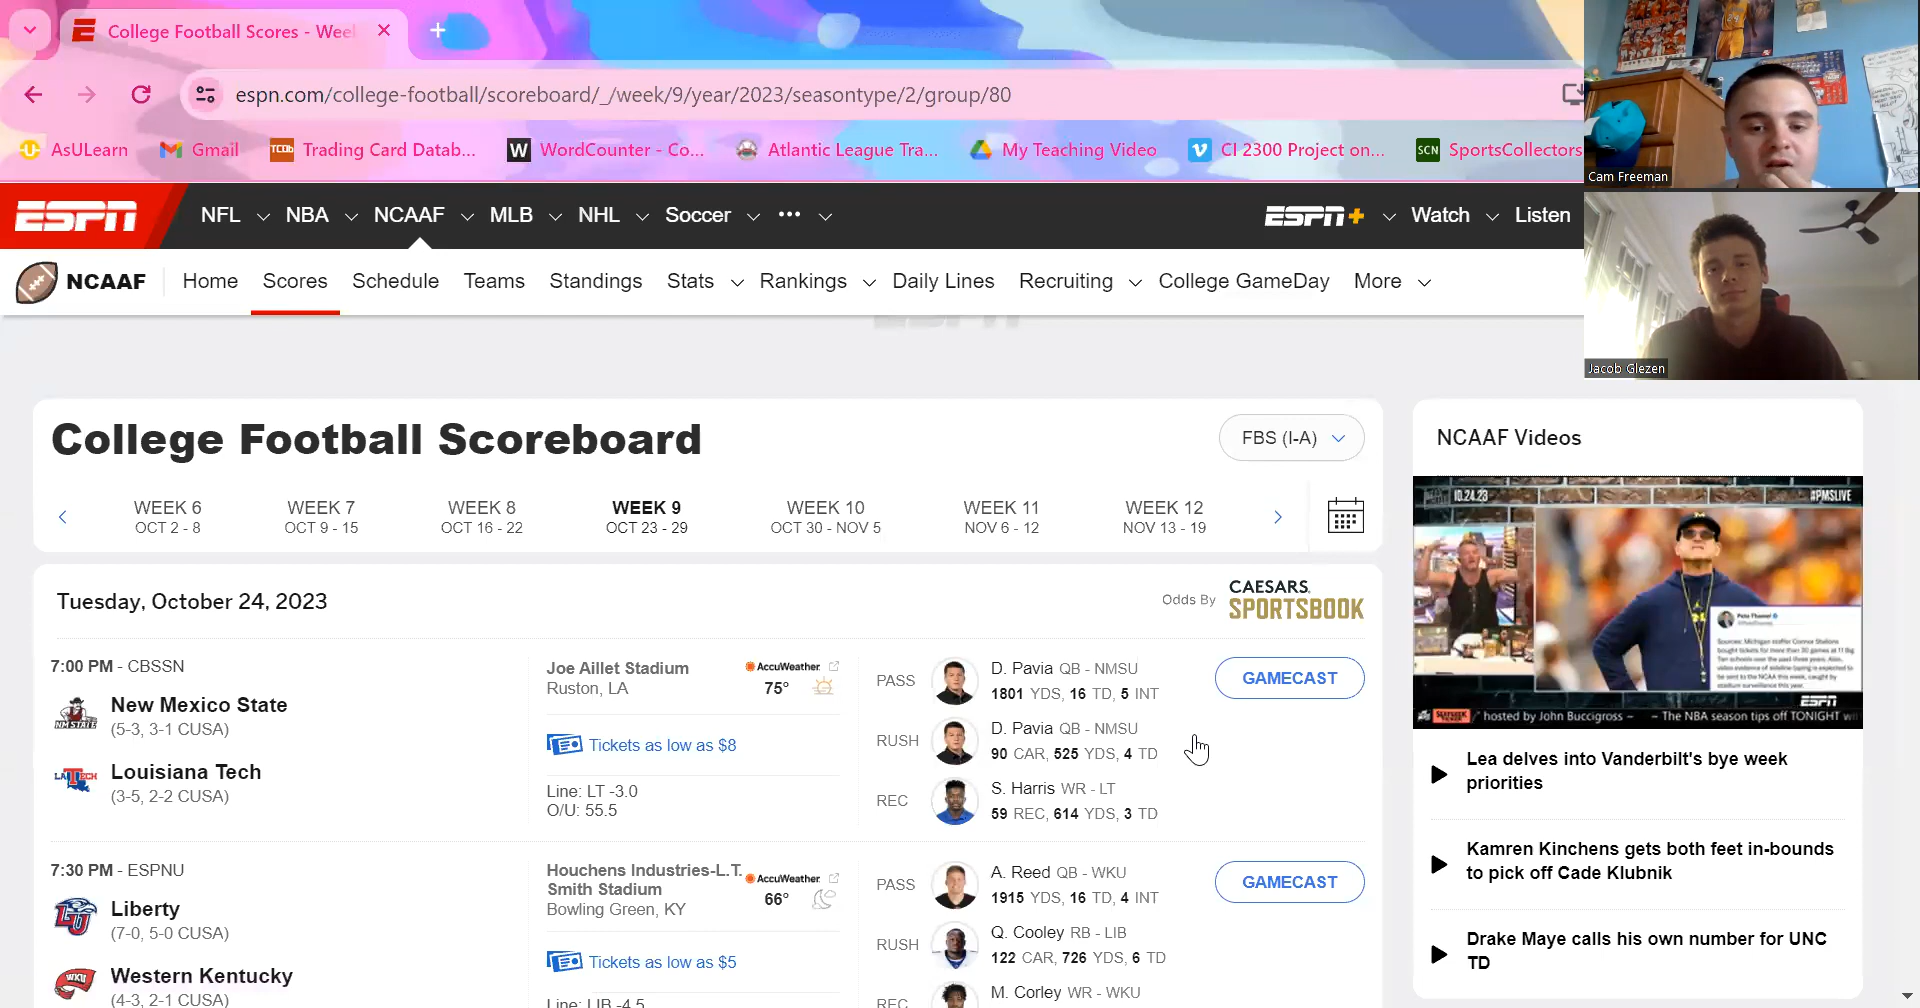 College Football Scores - Wee
espn.com/college-football/scoreboard/_/week/9/year/2023/seasontype/2/group/80
AsULearn Gmail Trading Card Datab... WordCounter - Co... Atlantic League Tra... My Teaching Video CI 2300 Project on... SportsCollectors
Cam Freeman
Jacob Glezen
ESPN NFL NBA NCAAF MLB NHL Soccer ••• ESPN+ Watch Listen
NCAAF Home Scores Schedule Teams Standings Stats Rankings Daily Lines Recruiting College GameDay More
College Football Scoreboard
FBS (I-A)
WEEK 6 WEEK 7 WEEK 8 WEEK 9 WEEK 10 WEEK 11 WEEK 12
OCT 2 - 8 OCT 9 - 15 OCT 16 - 22 OCT 23 - 29 OCT 30 - NOV 5 NOV 6 - 12 NOV 13 - 19
Tuesday, October 24, 2023
Odds By CAESARS SPORTSBOOK
7:00 PM - CBSSN
New Mexico State
(5-3, 3-1 CUSA)
Louisiana Tech
(3-5, 2-2 CUSA)
Joe Aillet Stadium
Ruston, LA
AccuWeather
75°
Tickets as low as $8
Line: LT -3.0
O/U: 55.5
PASS
D. Pavia QB - NMSU
1801 YDS, 16 TD, 5 INT
RUSH
D. Pavia QB - NMSU
90 CAR, 525 YDS, 4 TD
REC
S. Harris WR - LT
59 REC, 614 YDS, 3 TD
GAMECAST
7:30 PM - ESPNU
Liberty
(7-0, 5-0 CUSA)
Western Kentucky
(4-3, 2-1 CUSA)
Houchens Industries-L.T.
Smith Stadium
Bowling Green, KY
AccuWeather
66°
Tickets as low as $5
Line: LIB -4.5
PASS
A. Reed QB - WKU
1915 YDS, 16 TD, 4 INT
RUSH
Q. Cooley RB - LIB
122 CAR, 726 YDS, 6 TD
REC
M. Corley WR - WKU
GAMECAST
NCAAF Videos
10.24.23
#PMSLIVE
ESPN
hosted by John Buccigross – – The NBA season tips off TONIGHT
Lea delves into Vanderbilt's bye week
priorities
Kamren Kinchens gets both feet in-bounds
to pick off Cade Klubnik
Drake Maye calls his own number for UNC
TD